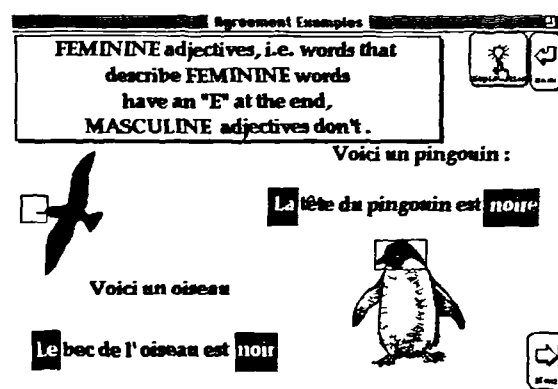 Agreement Examples
FEMININE adjectives, i.e. words that
describe FEMININE words
have an "E" at the end,
MASCULINE adjectives don't.
Voici un pingouin :
La tête du pingouin est noire
Voici un oiseau
Le bec de l'oiseau est noir